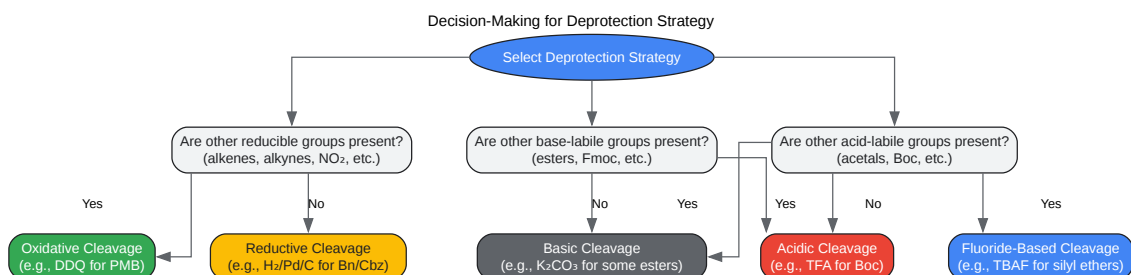 Decision-Making for Deprotection Strategy
Select Deprotection Strategy
Are other reducible groups present?
(alkenes, alkynes, NO₂, etc.)
Are other base-labile groups present?
(esters, Fmoc, etc.)
Are other acid-labile groups present?
(acetals, Boc, etc.)
Yes
No
No
Yes
Yes
No
Yes
Oxidative Cleavage
(e.g., DDQ for PMB)
Reductive Cleavage
(e.g., H₂/Pd/C for Bn/Cbz)
Basic Cleavage
(e.g., K₂CO₃ for some esters)
Acidic Cleavage
(e.g., TFA for Boc)
Fluoride-Based Cleavage
(e.g., TBAF for silyl ethers)